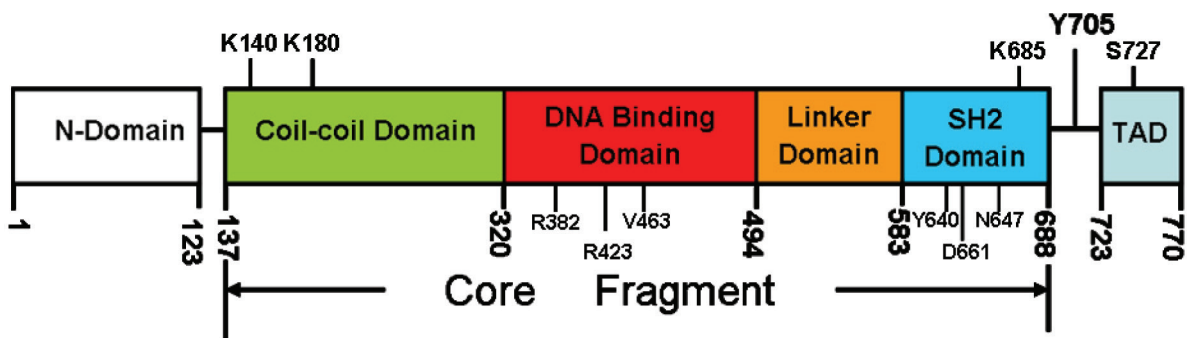 Y705
K140 K180 K685 S727
N-Domain
Coil-coil Domain
DNA Binding
Domain
Linker
Domain
SH2
Domain
TAD
1
123
137
320
494
583
688
723
770
R382
R423
V463
Y640
D661
N647
Core Fragment